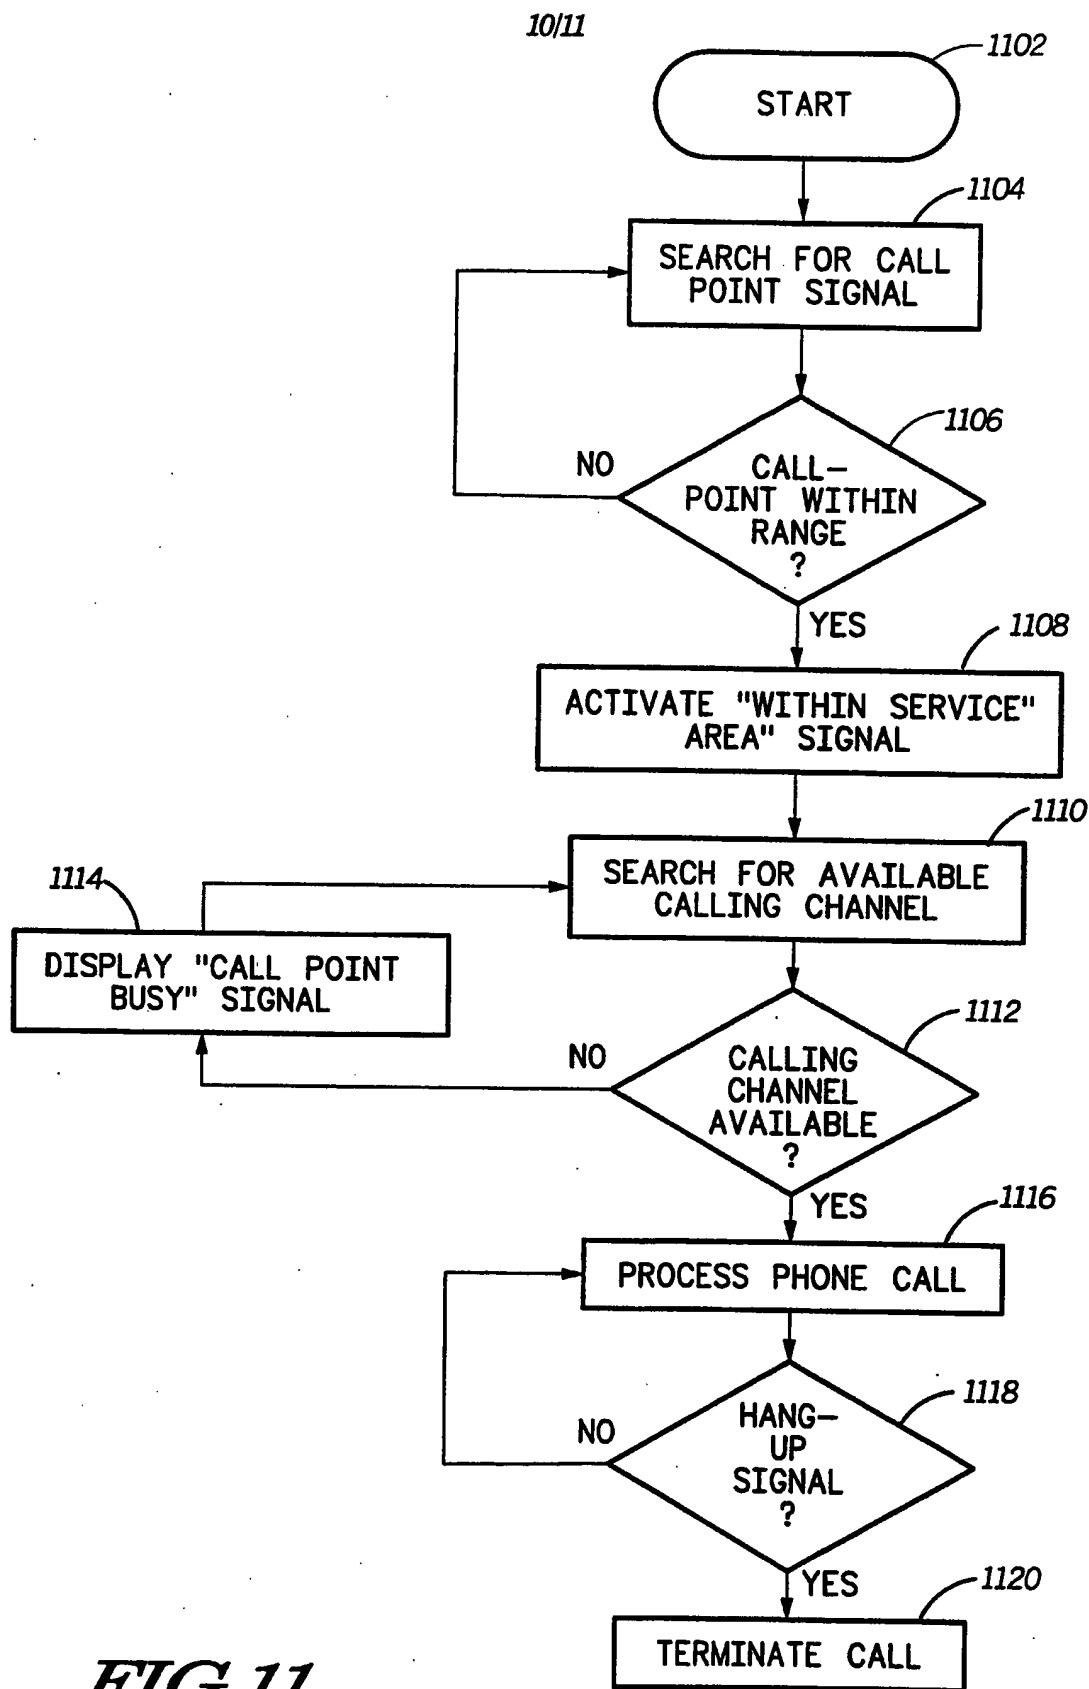 10/11
1102
START
1104
SEARCH FOR CALL
POINT SIGNAL
1106
NO
CALL-
POINT WITHIN
RANGE
?
YES
1108
ACTIVATE "WITHIN SERVICE"
AREA" SIGNAL
1110
SEARCH FOR AVAILABLE
CALLING CHANNEL
1114
DISPLAY "CALL POINT
BUSY" SIGNAL
1112
NO
CALLING
CHANNEL
AVAILABLE
?
YES
1116
PROCESS PHONE CALL
1118
NO
HANG-
UP
SIGNAL
?
YES
1120
TERMINATE CALL
FIG.11